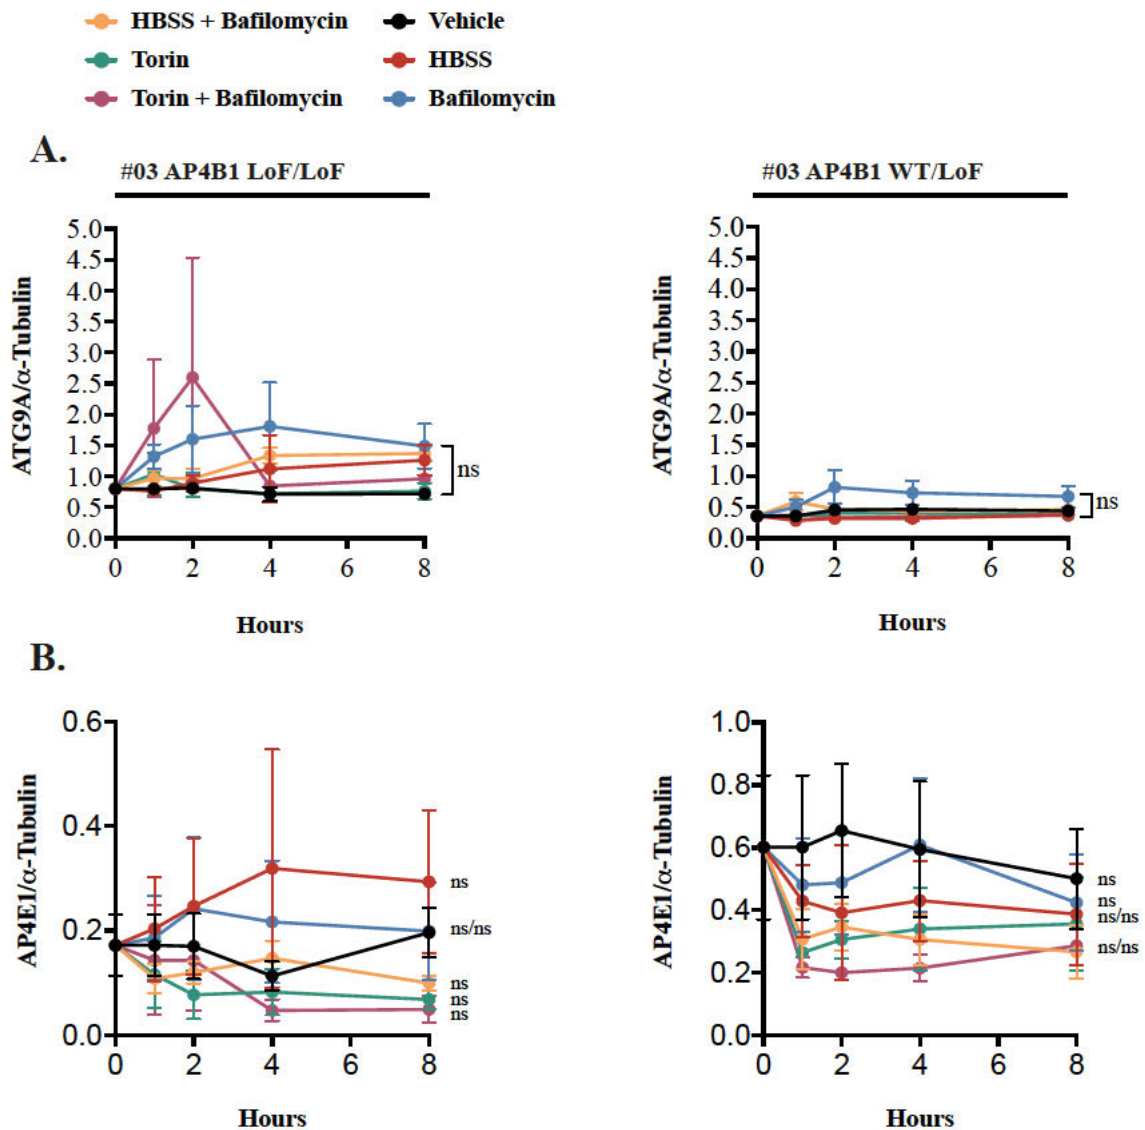 HBSS + Bafilomycin Vehicle
Torin HBSS
Torin + Bafilomycin Bafilomycin
A.
#03 AP4B1 LoF/LoF
ATG9A/α-Tubulin
5.0
4.5
4.0
3.5
3.0
2.5
2.0
1.5
1.0
0.5
0.0
ns
0 2 4 6 8
Hours
#03 AP4B1 WT/LoF
ATG9A/α-Tubulin
5.0
4.5
4.0
3.5
3.0
2.5
2.0
1.5
1.0
0.5
0.0
ns
0 2 4 6 8
Hours
B.
AP4E1/α-Tubulin
0.6
0.4
0.2
0.0
ns
ns/ns
ns
ns
ns
0 2 4 6 8
Hours
AP4E1/α-Tubulin
1.0
0.8
0.6
0.4
0.2
0.0
ns
ns
ns/ns
ns/ns
0 2 4 6 8
Hours